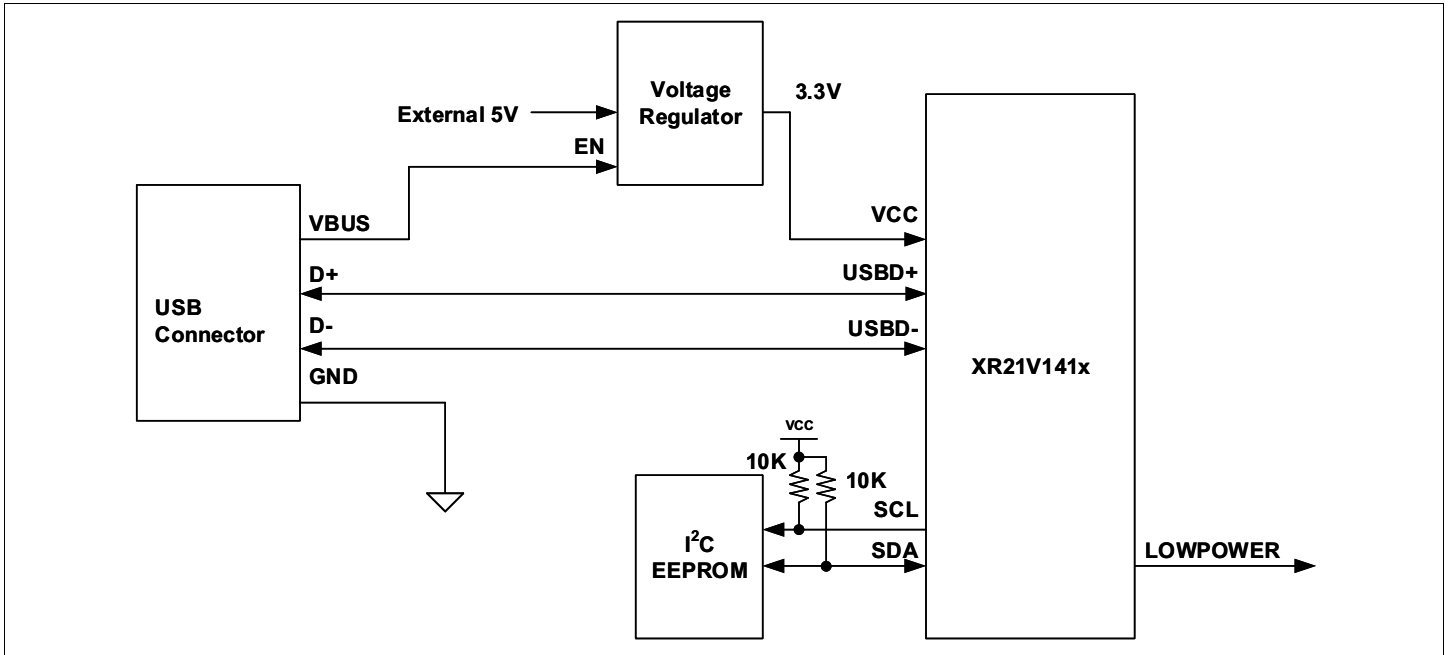 Voltage
Regulator
3.3V
External 5V
EN
VBUS
VCC
D+
USBD+
USB
Connector
D-
USBD-
GND
XR21V141x
VCC
10K
10K
SCL
I²C
EEPROM
SDA
LOWPOWER